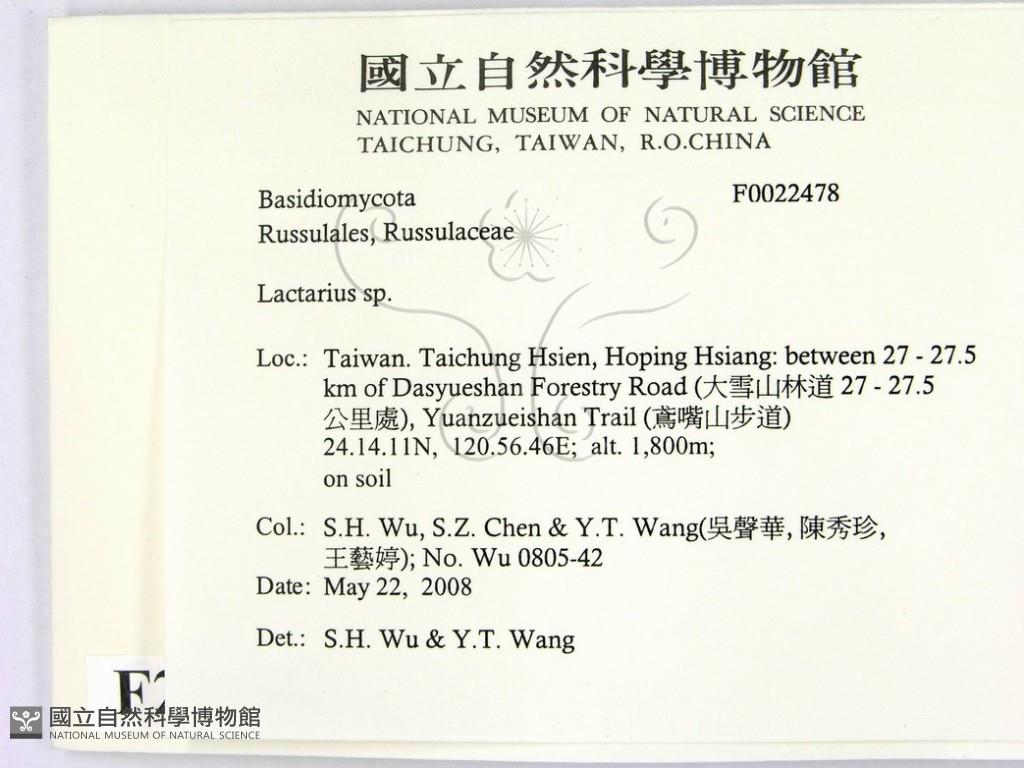 國立自然科學博物館
NATIONAL MUSEUM OF NATURAL SCIENCE
TAICHUNG, TAIWAN, R.O.CHINA
Basidiomycota F0022478
Russulales, Russulaceae
Lactarius sp.
Loc.: Taiwan. Taichung Hsien, Hoping Hsiang: between 27 - 27.5
km of Dasyueshan Forestry Road (大雪山林道 27 - 27.5
公里處), Yuanzueishan Trail (鳶嘴山步道)
24.14.11N, 120.56.46E; alt. 1,800m;
on soil
Col.: S.H. Wu, S.Z. Chen & Y.T. Wang(吳聲華, 陳秀珍,
王藝婷); No. Wu 0805-42
Date: May 22, 2008
Det.: S.H. Wu & Y.T. Wang
國立自然科學博物館
NATIONAL MUSEUM OF NATURAL SCIENCE